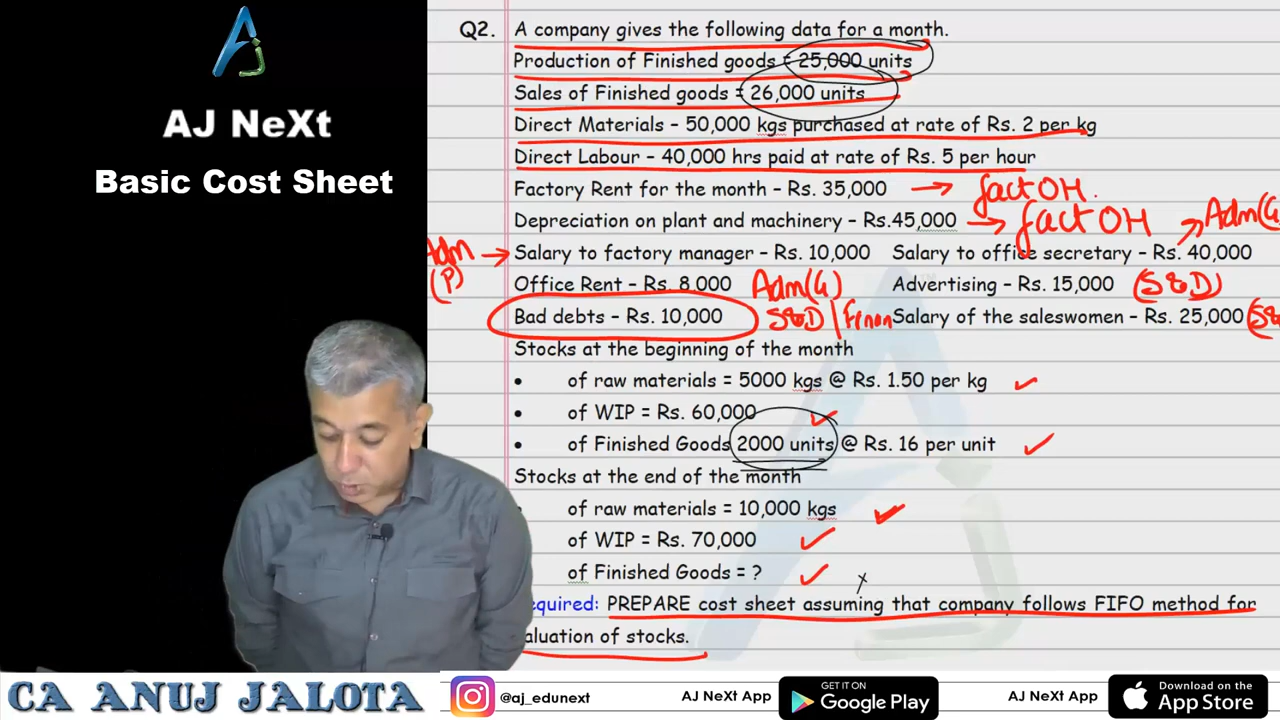 AJ NeXt
Basic Cost Sheet
Q2. A company gives the following data for a month.
Production of Finished goods = 25,000 units
Sales of Finished goods = 26,000 units
Direct Materials – 50,000 kgs purchased at rate of Rs. 2 per kg
Direct Labour – 40,000 hrs paid at rate of Rs. 5 per hour
Factory Rent for the month – Rs. 35,000 → fact OH.
Depreciation on plant and machinery – Rs.45,000 → fact OH Adm(G
Adm (P) → Salary to factory manager – Rs. 10,000 Salary to office secretary – Rs. 40,000
Office Rent – Rs. 8,000 Adm(G) Advertising – Rs. 15,000 (S&D)
Bad debts – Rs. 10,000 S&D | Salary of the saleswomen – Rs. 25,000 (S&
Stocks at the beginning of the month
• of raw materials = 5000 kgs @ Rs. 1.50 per kg
• of WIP = Rs. 60,000
• of Finished Goods 2000 units @ Rs. 16 per unit
Stocks at the end of the month
of raw materials = 10,000 kgs
of WIP = Rs. 70,000
of Finished Goods = ?
equired: PREPARE cost sheet assuming that company follows FIFO method for
aluation of stocks.
CA ANUJ JALOTA
@aj_edunext
AJ NeXt App
GET IT ON
Google Play
AJ NeXt App
Download on the
App Store